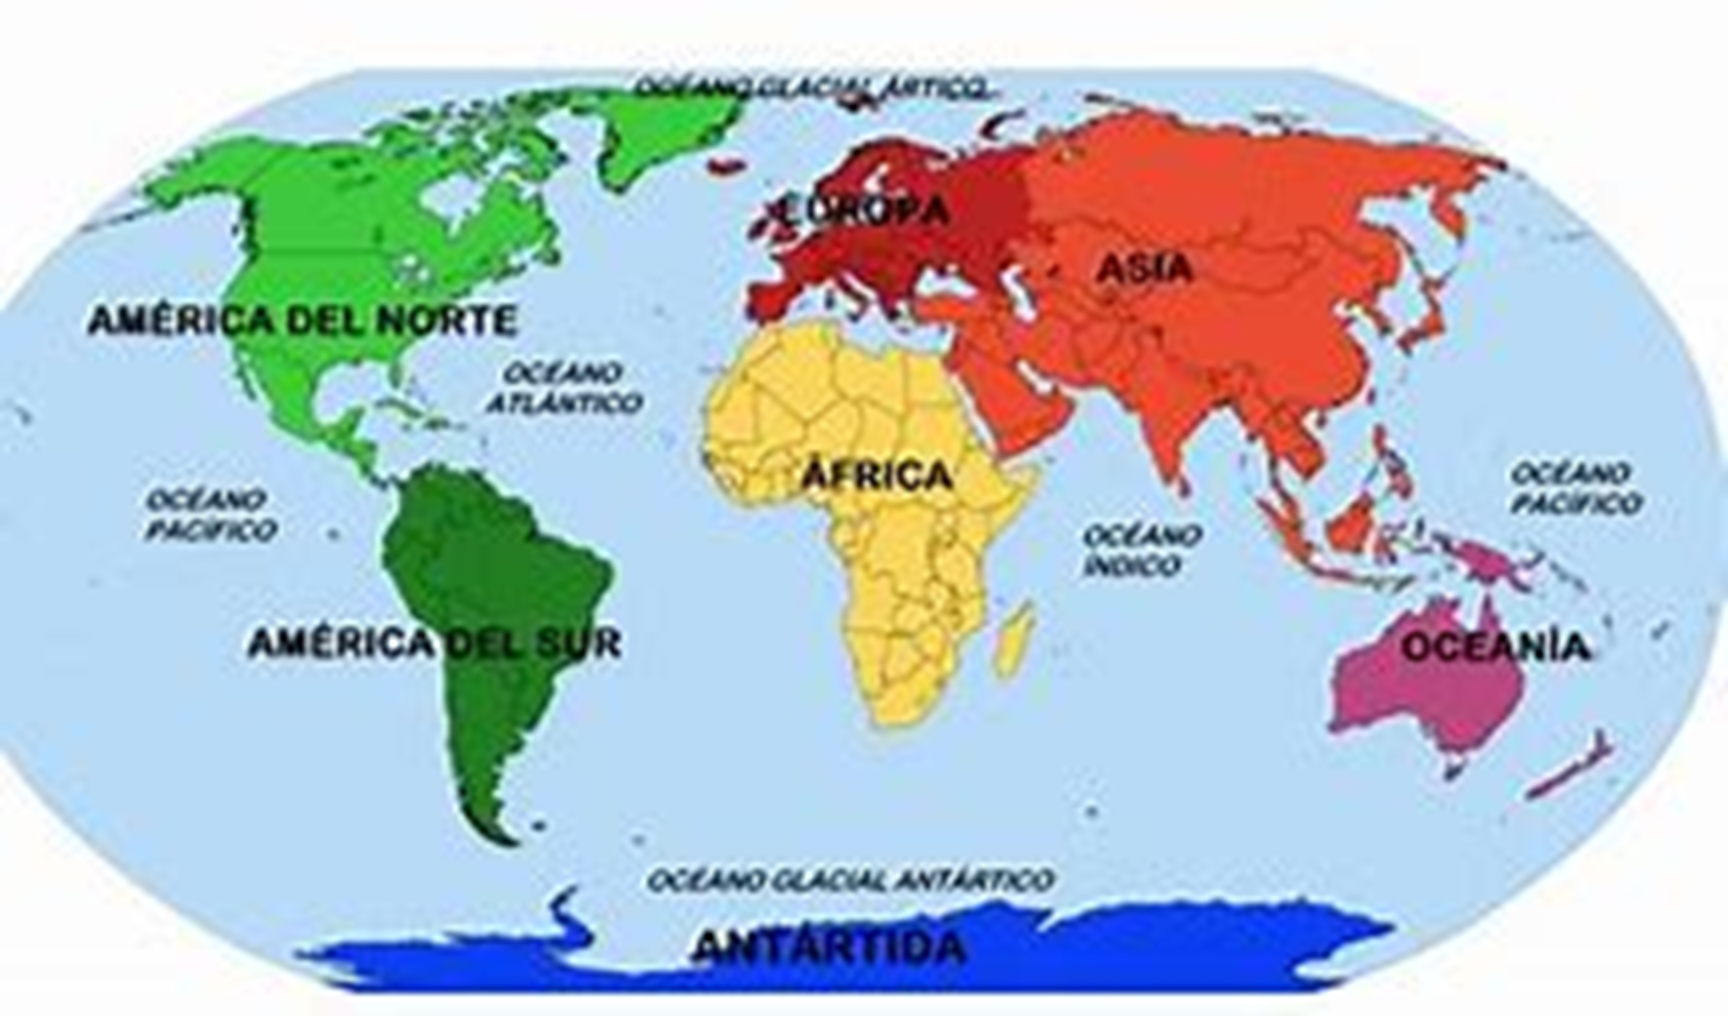 OCÉANO GLACIAL ÁRTICO
EUROPA
ASIA
AMÉRICA DEL NORTE
OCÉANO
ATLÁNTICO
ÁFRICA
OCÉANO
PACÍFICO
OCÉANO
PACÍFICO
OCÉANO
ÍNDICO
AMÉRICA DEL SUR
OCEANÍA
OCÉANO GLACIAL ANTÁRTICO
ANTÁRTIDA